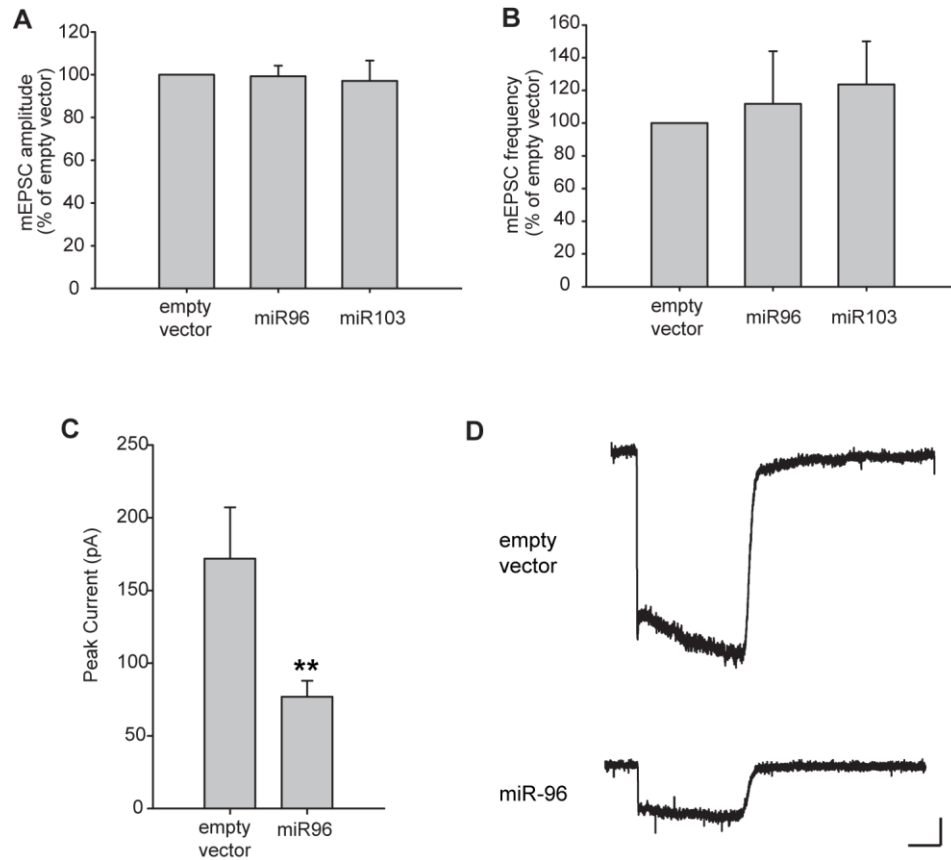 A
mEPSC amplitude
(% of empty vector)
120
100
80
60
40
20
0
empty
vector
miR96
miR103
B
mEPSC frequency
(% of empty vector)
160
140
120
100
80
60
40
20
0
empty
vector
miR96
miR103
C
Peak Current (pA)
250
200
150
100
50
0
**
empty
vector
miR96
D
empty
vector
miR-96